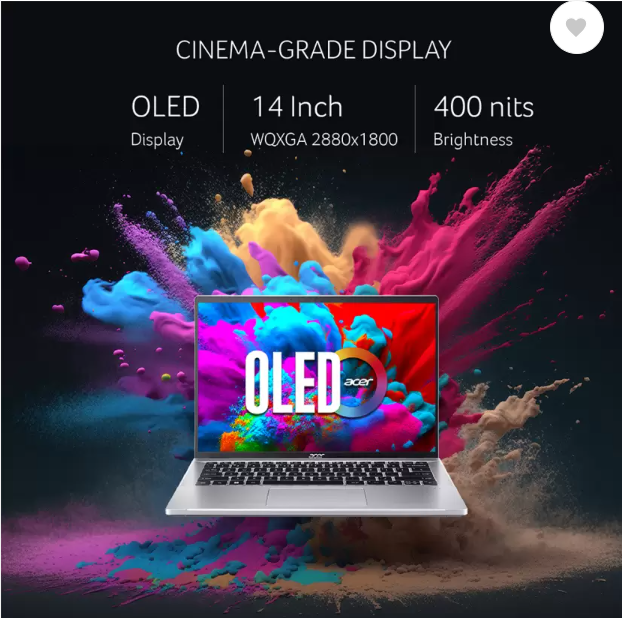 CINEMA-GRADE DISPLAY
OLED
Display
14 Inch
WQXGA 2880x1800
400 nits
Brightness
OLED
acer
acer